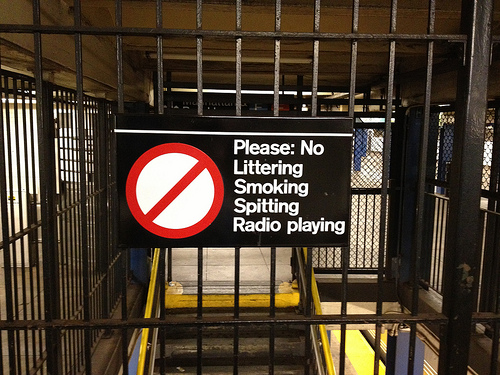 Please: No
Littering
Smoking
Spitting
Radio playing